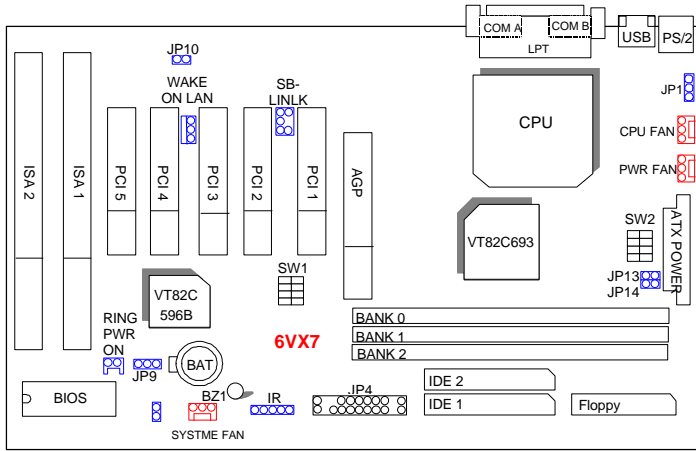 COM A
COM B
LPT
USB
PS/2
JP10
WAKE
ON LAN
SB-
LINLK
JP1
CPU
CPU FAN
PWR FAN
ISA 2
ISA 1
PCI 5
PCI 4
PCI 3
PCI 2
PCI 1
AGP
VT82C693
SW2
ATX POWER
SW1
JP13
JP14
VT82C
596B
RING
PWR
ON
6VX7
BANK 0
BANK 1
BANK 2
JP9
BAT
BIOS
BZ1
IR
JP4
IDE 2
IDE 1
Floppy
SYSTME FAN